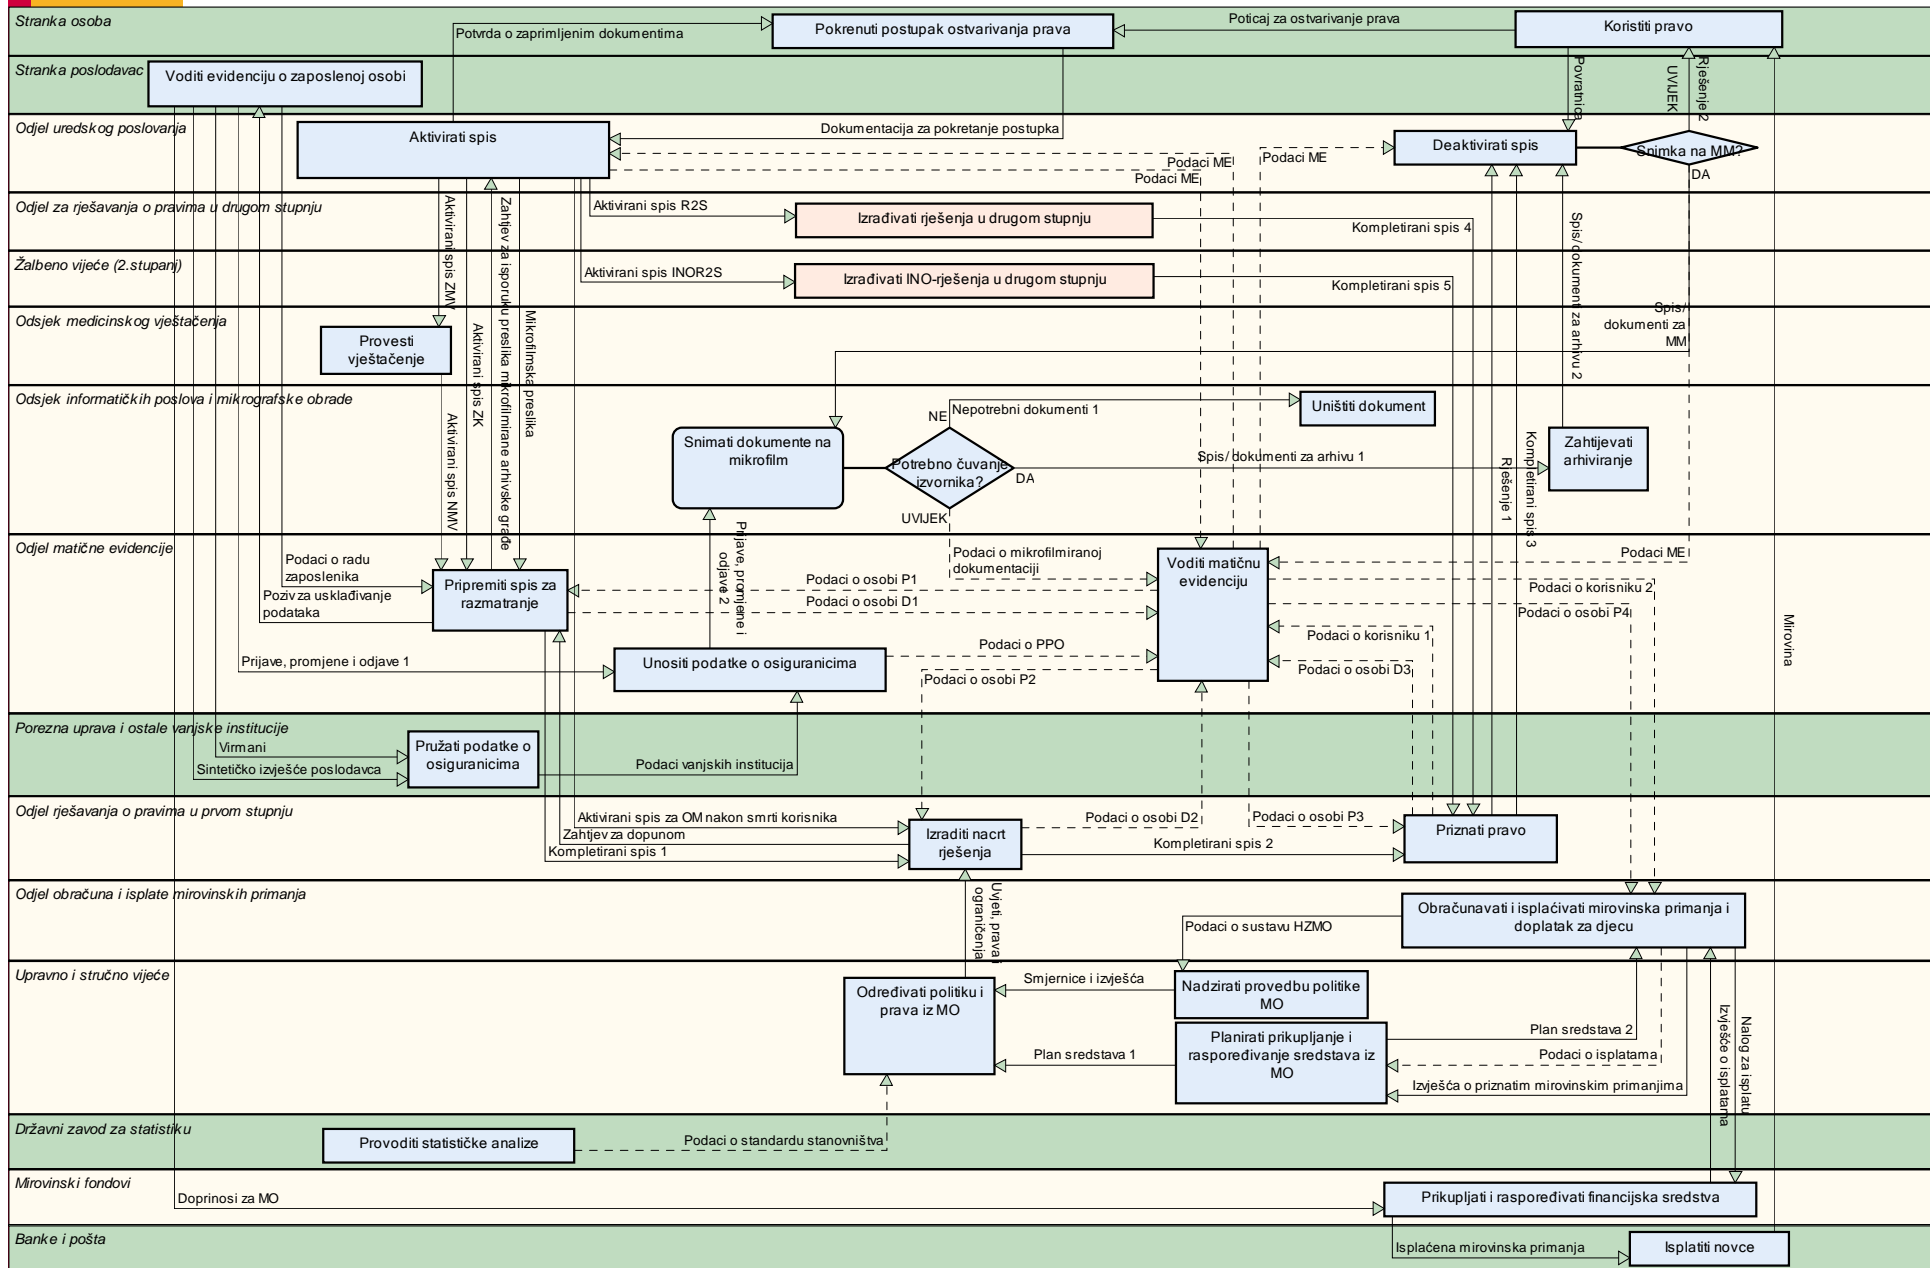 Stranka osoba
Potvrda o zaprimljenim dokumentima
Pokrenuti postupak ostvarivanja prava
Poticaj za ostvarivanje prava
Koristiti pravo
Stranka poslodavac
Voditi evidenciju o zaposlenoj osobi
Povratnica
UVIJEK
Rješenje 2
Odjel uredskog poslovanja
Aktivirati spis
Dokumentacija za pokretanje postupka
Podaci ME
Podaci ME
Podaci ME
Deaktivirati spis
Snimka na MM?
DA
Odjel za rješavanja o pravima u drugom stupnju
Aktivirani spis R2S
Izrađivati rješenja u drugom stupnju
Kompletirani spis 4
Žalbeno vijeće (2.stupanj)
Aktivirani spis INOR2S
Izrađivati INO-rješenja u drugom stupnju
Kompletirani spis 5
Aktivirani spis ZMV
Aktivirani spis ZK
Zahtjev za isporuku preslika mikrofilmirane arhivske građe
Mikrofilmska preslika
Spis/ dokumenti za arhivu 2
Odsjek medicinskog vještačenja
Provesti
vještačenje
Spis/
dokumenti za
MM
Odsjek informatičkih poslova i mikrografske obrade
Aktivirani spis NMV
Snimati dokumente na
mikrofilm
NE
Nepotrebni dokumenti 1
Uništiti dokument
Potrebno čuvanje
izvornika?
DA
UVIJEK
Spis/ dokumenti za arhivu 1
Zahtijevati
arhiviranje
Rješenje 1
Kompletirani spis 3
Odjel matične evidencije
Podaci o radu
zaposlenika
Poziv za usklađivanje
podataka
Pripremiti spis za
razmatranje
Prijave, promjene i
odjave 2
Podaci o mikrofilmiranoj
dokumentaciji
Podaci o osobi P1
Podaci o osobi D1
Voditi matičnu
evidenciju
Podaci ME
Podaci o korisniku 2
Podaci o osobi P4
Podaci o korisniku 1
Podaci o osobi D3
Prijave, promjene i odjave 1
Unositi podatke o osiguranicima
Podaci o PPO
Podaci o osobi P2
Mirovina
Porezna uprava i ostale vanjske institucije
Virmani
Sintetičko izvješće poslodavca
Pružati podatke o
osiguranicima
Podaci vanjskih institucija
Odjel rješavanja o pravima u prvom stupnju
Aktivirani spis za OM nakon smrti korisnika
Zahtjev za dopunom
Kompletirani spis 1
Izraditi nacrt
rješenja
Podaci o osobi D2
Kompletirani spis 2
Podaci o osobi P3
Priznati pravo
Odjel obračuna i isplate mirovinskih primanja
Uvjeti, prava i
ograničenja
Podaci o sustavu HZMO
Obračunavati i isplaćivati mirovinska primanja i
doplatak za djecu
Upravno i stručno vijeće
Određivati politiku i
prava iz MO
Smjernice i izvješća
Nadzirati provedbu politike
MO
Plan sredstava 1
Planirati prikupljanje i
raspoređivanje sredstava iz
MO
Plan sredstava 2
Podaci o isplatama
Izvješća o priznatim mirovinskim primanjima
Izvješće o isplatama
Nalog za isplatu
Državni zavod za statistiku
Provoditi statističke analize
Podaci o standardu stanovništva
Mirovinski fondovi
Doprinosi za MO
Prikupljati i raspoređivati financijska sredstva
Banke i pošta
Isplaćena mirovinska primanja
Isplatiti novce